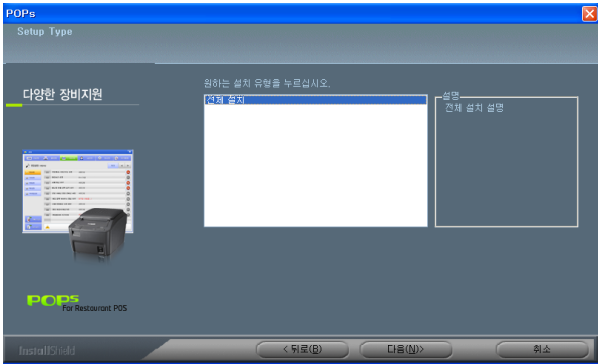 POPs
Setup Type
다양한 장비지원
원하는 설치 유형을 누르십시오.
전체 설치
설명
전체 설치 설명
POPs
For Restaurant POS
InstallShield
< 뒤로(B)
다음(N)>
취소